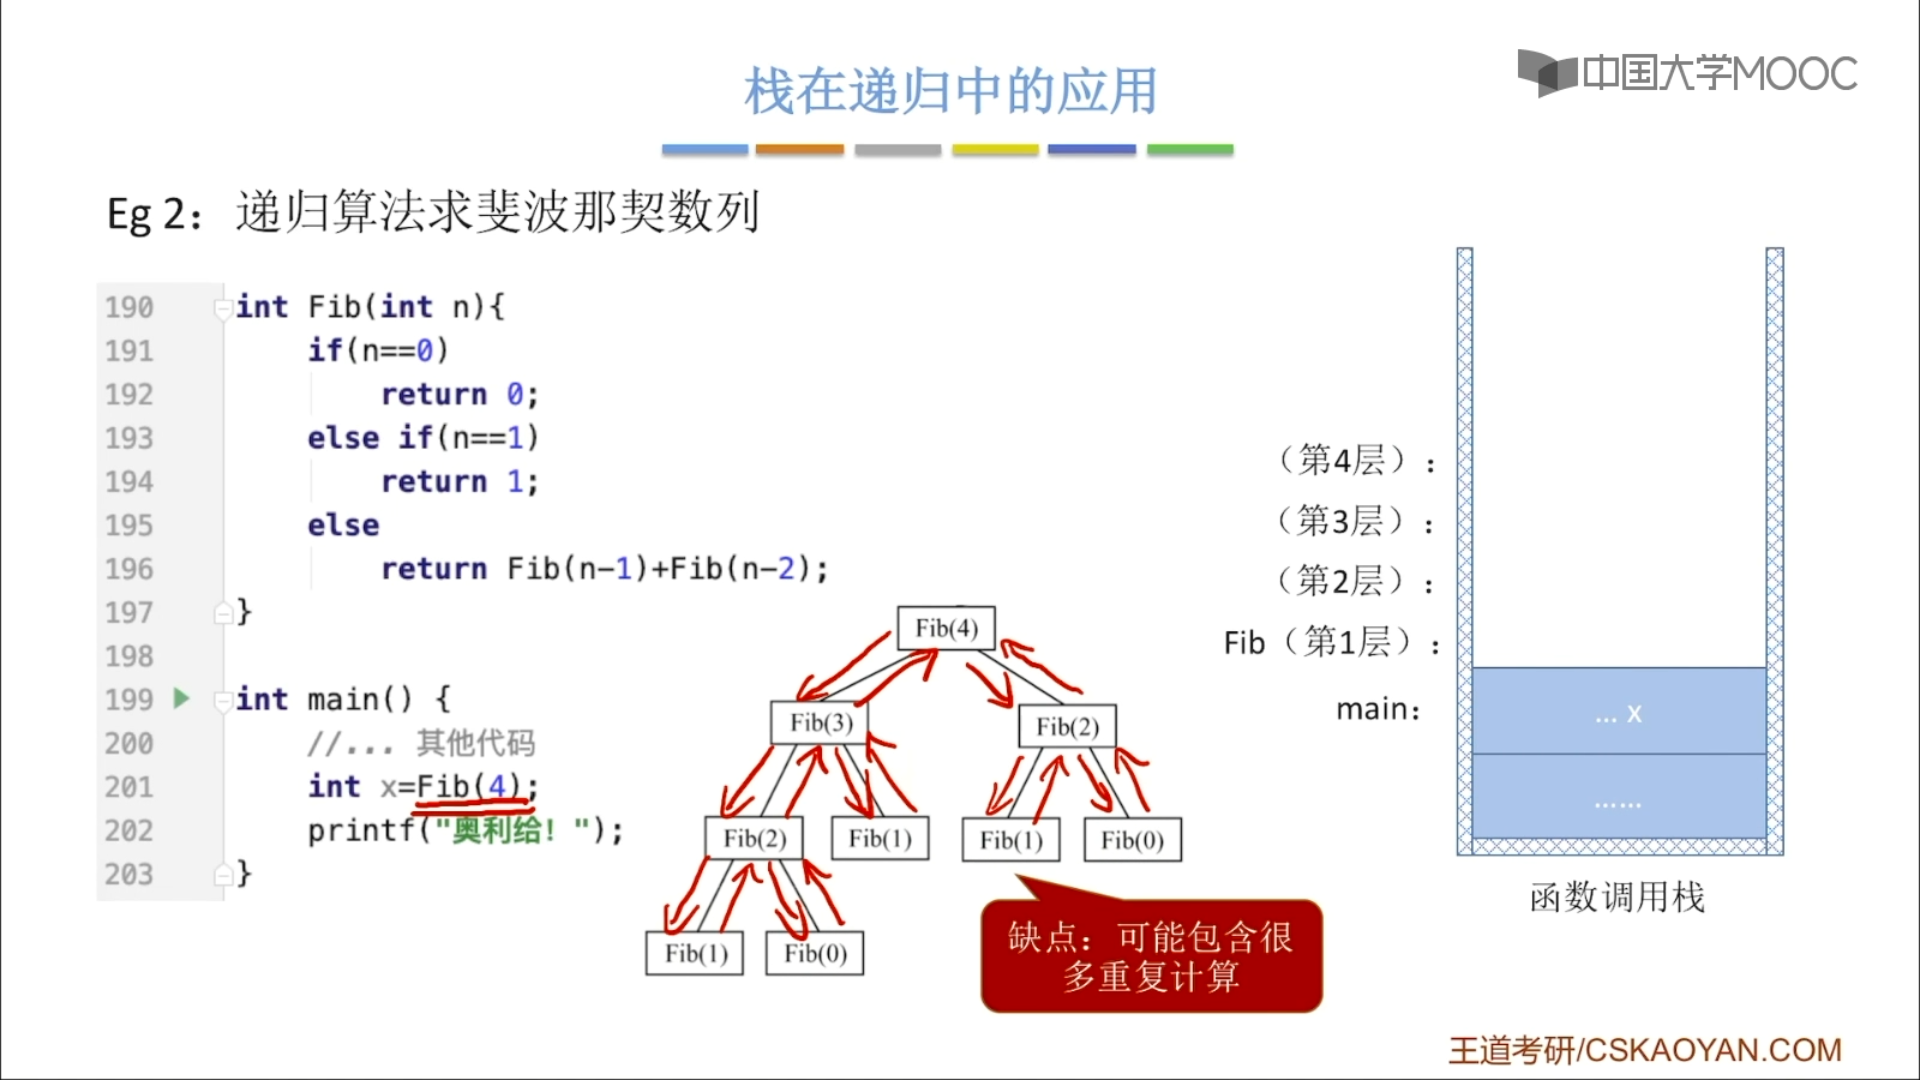 栈在递归中的应用
中国大学MOOC
Eg 2：递归算法求斐波那契数列
190 int Fib(int n){
191 if(n==0)
192 return 0;
193 else if(n==1)
194 return 1;
195 else
196 return Fib(n-1)+Fib(n-2);
197 }
198
199 int main() {
200 //... 其他代码
201 int x=Fib(4);
202 printf("奥利给！");
203 }
Fib(4)
Fib(3)
Fib(2)
Fib(2)
Fib(1)
Fib(1)
Fib(0)
Fib(1)
Fib(0)
缺点：可能包含很
多重复计算
（第4层）：
（第3层）：
（第2层）：
Fib（第1层）：
main：
... x
......
函数调用栈
王道考研/CSKAOYAN.COM